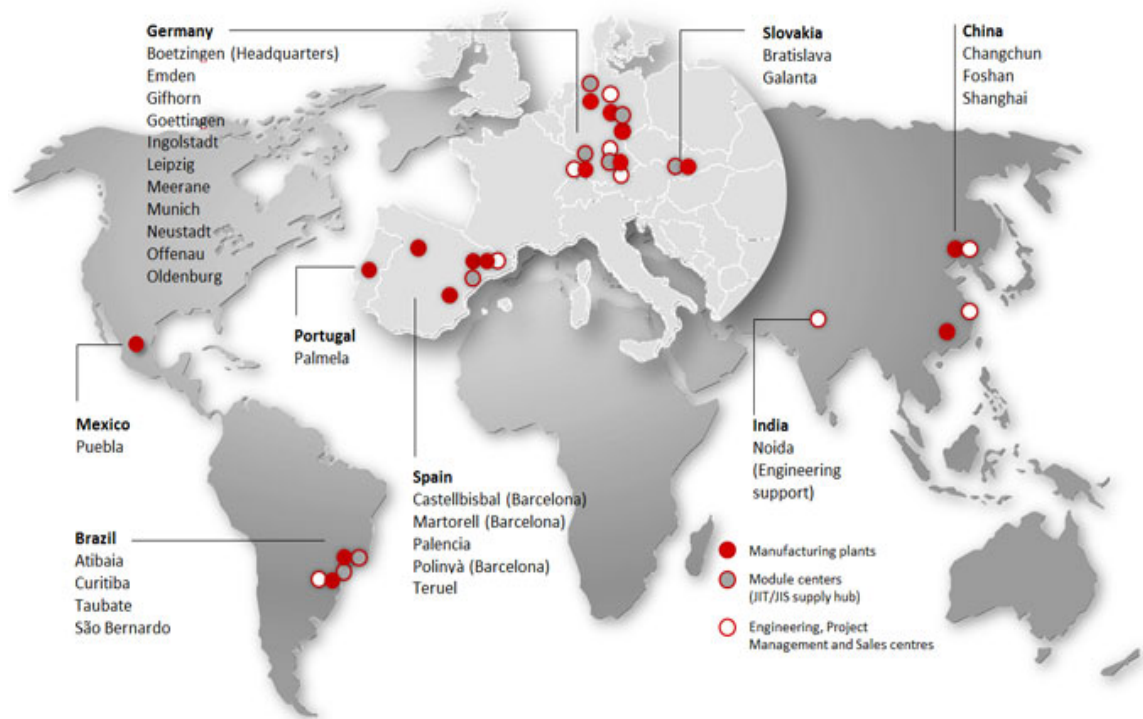 Germany
Boetzingen (Headquarters)
Emden
Gifhorn
Goettingen
Ingolstadt
Leipzig
Meerane
Munich
Neustadt
Offenau
Oldenburg
Slovakia
Bratislava
Galanta
China
Changchun
Foshan
Shanghai
Portugal
Palmela
Mexico
Puebla
Spain
Castellbisbal (Barcelona)
Martorell (Barcelona)
Palencia
Polinyà (Barcelona)
Teruel
India
Noida
(Engineering
support)
Brazil
Atibaia
Curitiba
Taubate
São Bernardo
Manufacturing plants
Module centers
(JIT/JIS supply hub)
Engineering, Project
Management and Sales centres